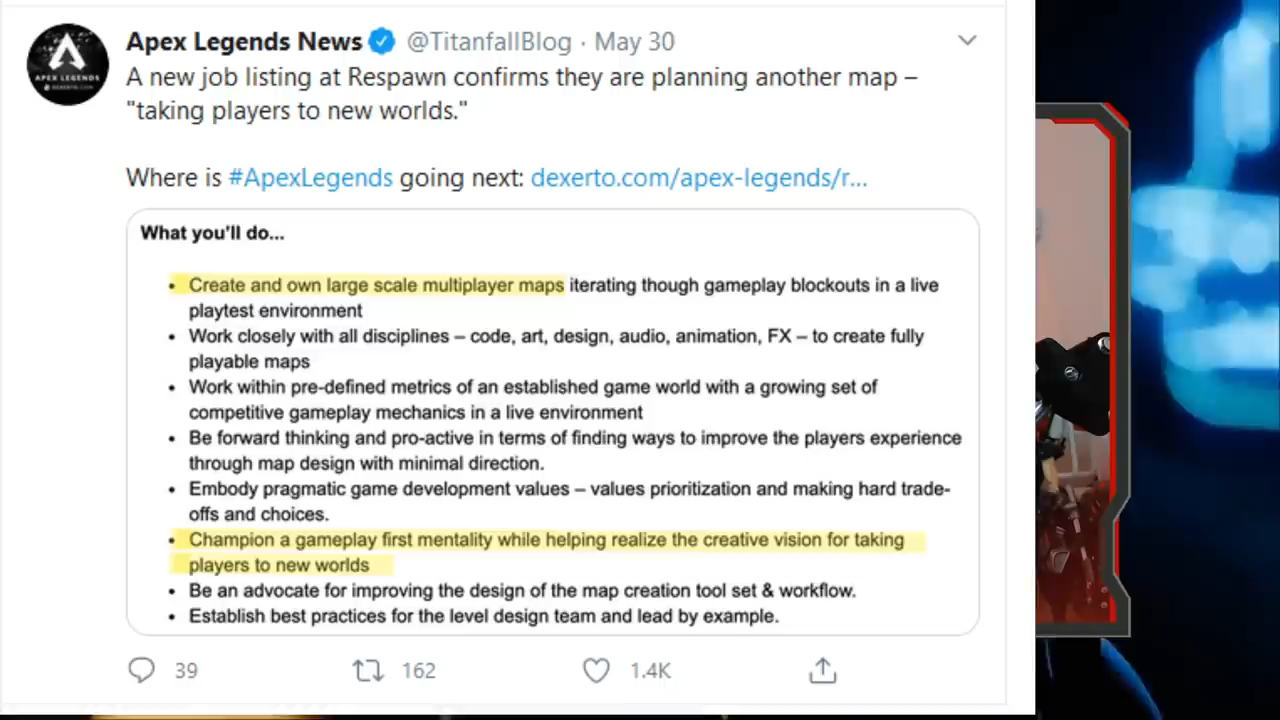 Apex Legends News @TitanfallBlog · May 30
A new job listing at Respawn confirms they are planning another map –
"taking players to new worlds."
Where is #ApexLegends going next: dexerto.com/apex-legends/r...
What you'll do...
• Create and own large scale multiplayer maps iterating though gameplay blockouts in a live
playtest environment
• Work closely with all disciplines – code, art, design, audio, animation, FX – to create fully
playable maps
• Work within pre-defined metrics of an established game world with a growing set of
competitive gameplay mechanics in a live environment
• Be forward thinking and pro-active in terms of finding ways to improve the players experience
through map design with minimal direction.
• Embody pragmatic game development values – values prioritization and making hard trade-
offs and choices.
• Champion a gameplay first mentality while helping realize the creative vision for taking
players to new worlds
• Be an advocate for improving the design of the map creation tool set & workflow.
• Establish best practices for the level design team and lead by example.
39 162 1.4K
APEX LEGENDS
DEXERTO.COM